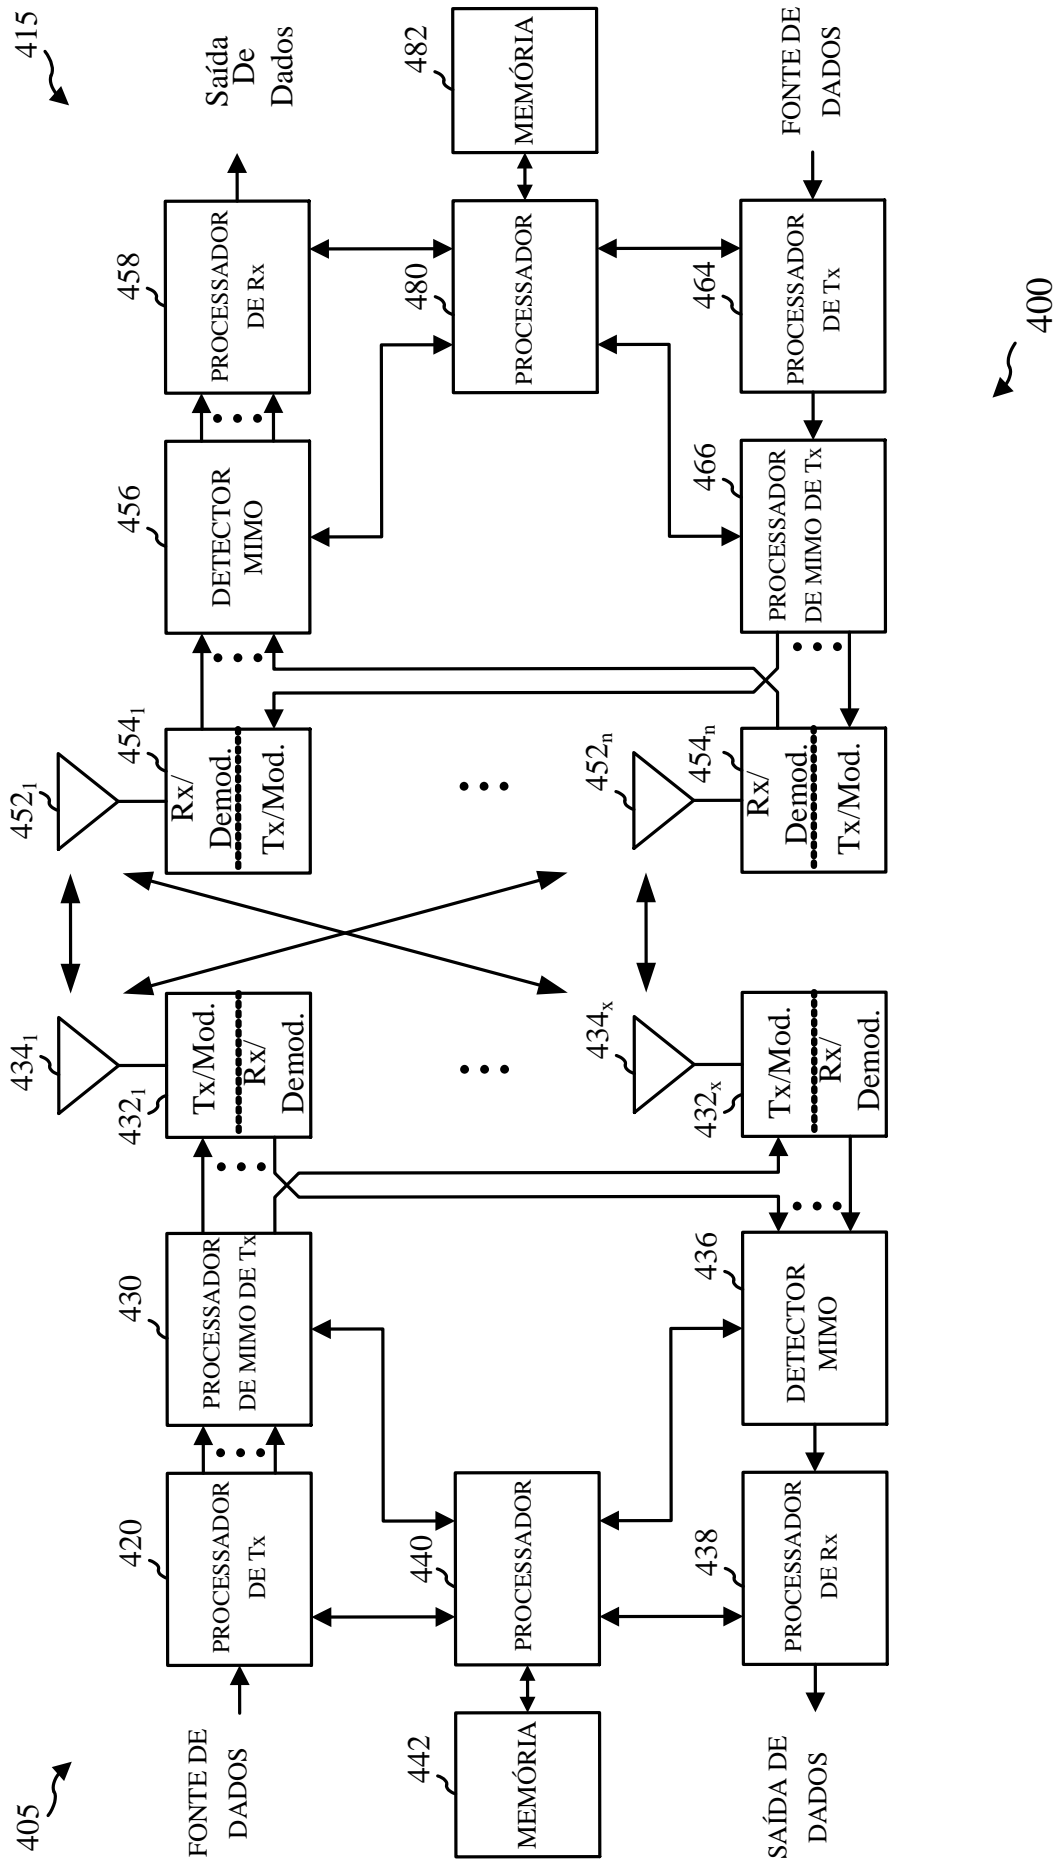 405
415
FONTE DE
DADOS
420
PROCESSADOR
DE Tx
430
PROCESSADOR
DE MIMO DE Tx
432₁
Tx/Mod.
Rx/
Demod.
434₁
452₁
454₁
Rx/
Demod.
Tx/Mod.
456
DETECTOR
MIMO
458
PROCESSADOR
DE Rx
Saída
De
Dados
442
MEMÓRIA
440
PROCESSADOR
480
PROCESSADOR
482
MEMÓRIA
SAÍDA DE
DADOS
438
PROCESSADOR
DE Rx
436
DETECTOR
MIMO
432ₓ
Tx/Mod.
Rx/
Demod.
434ₓ
452ₙ
454ₙ
Rx/
Demod.
Tx/Mod.
466
PROCESSADOR
DE MIMO DE Tx
464
PROCESSADOR
DE Tx
FONTE DE
DADOS
400